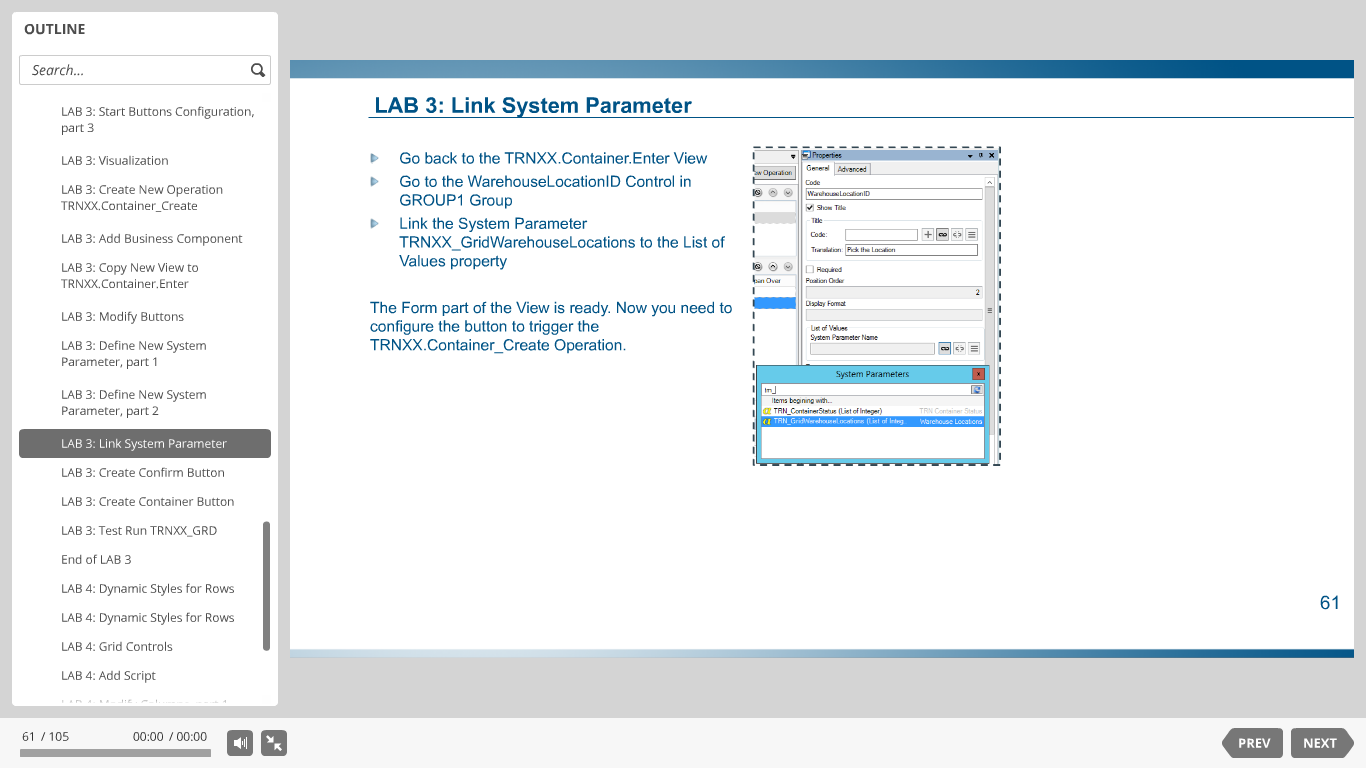 OUTLINE
Search...
LAB 3: Start Buttons Configuration,
part 3
LAB 3: Visualization
LAB 3: Create New Operation
TRNXX.Container_Create
LAB 3: Add Business Component
LAB 3: Copy New View to
TRNXX.Container.Enter
LAB 3: Modify Buttons
LAB 3: Define New System
Parameter, part 1
LAB 3: Define New System
Parameter, part 2
LAB 3: Link System Parameter
LAB 3: Create Confirm Button
LAB 3: Create Container Button
LAB 3: Test Run TRNXX_GRD
End of LAB 3
LAB 4: Dynamic Styles for Rows
LAB 4: Dynamic Styles for Rows
LAB 4: Grid Controls
LAB 4: Add Script
LAB 3: Link System Parameter
Go back to the TRNXX.Container.Enter View
Go to the WarehouseLocationID Control in
GROUP1 Group
Link the System Parameter
TRNXX_GridWarehouseLocations to the List of
Values property
The Form part of the View is ready. Now you need to
configure the button to trigger the
TRNXX.Container_Create Operation.
Properties
General Advanced
Operation
Code
WarehouseLocationID
Show Title
Title
Code:
Translation: Pick the Location
Required
Position Order
2
Display Format
List of Values
System Parameter Name
Over
System Parameters
Items begining with...
TRN_ContainerStatus (List of Integer) TRN Container Status
TRN_GridWarehouseLocations (List of Integ... Warehouse Locations
61
61 / 105
00:00 / 00:00
PREV
NEXT